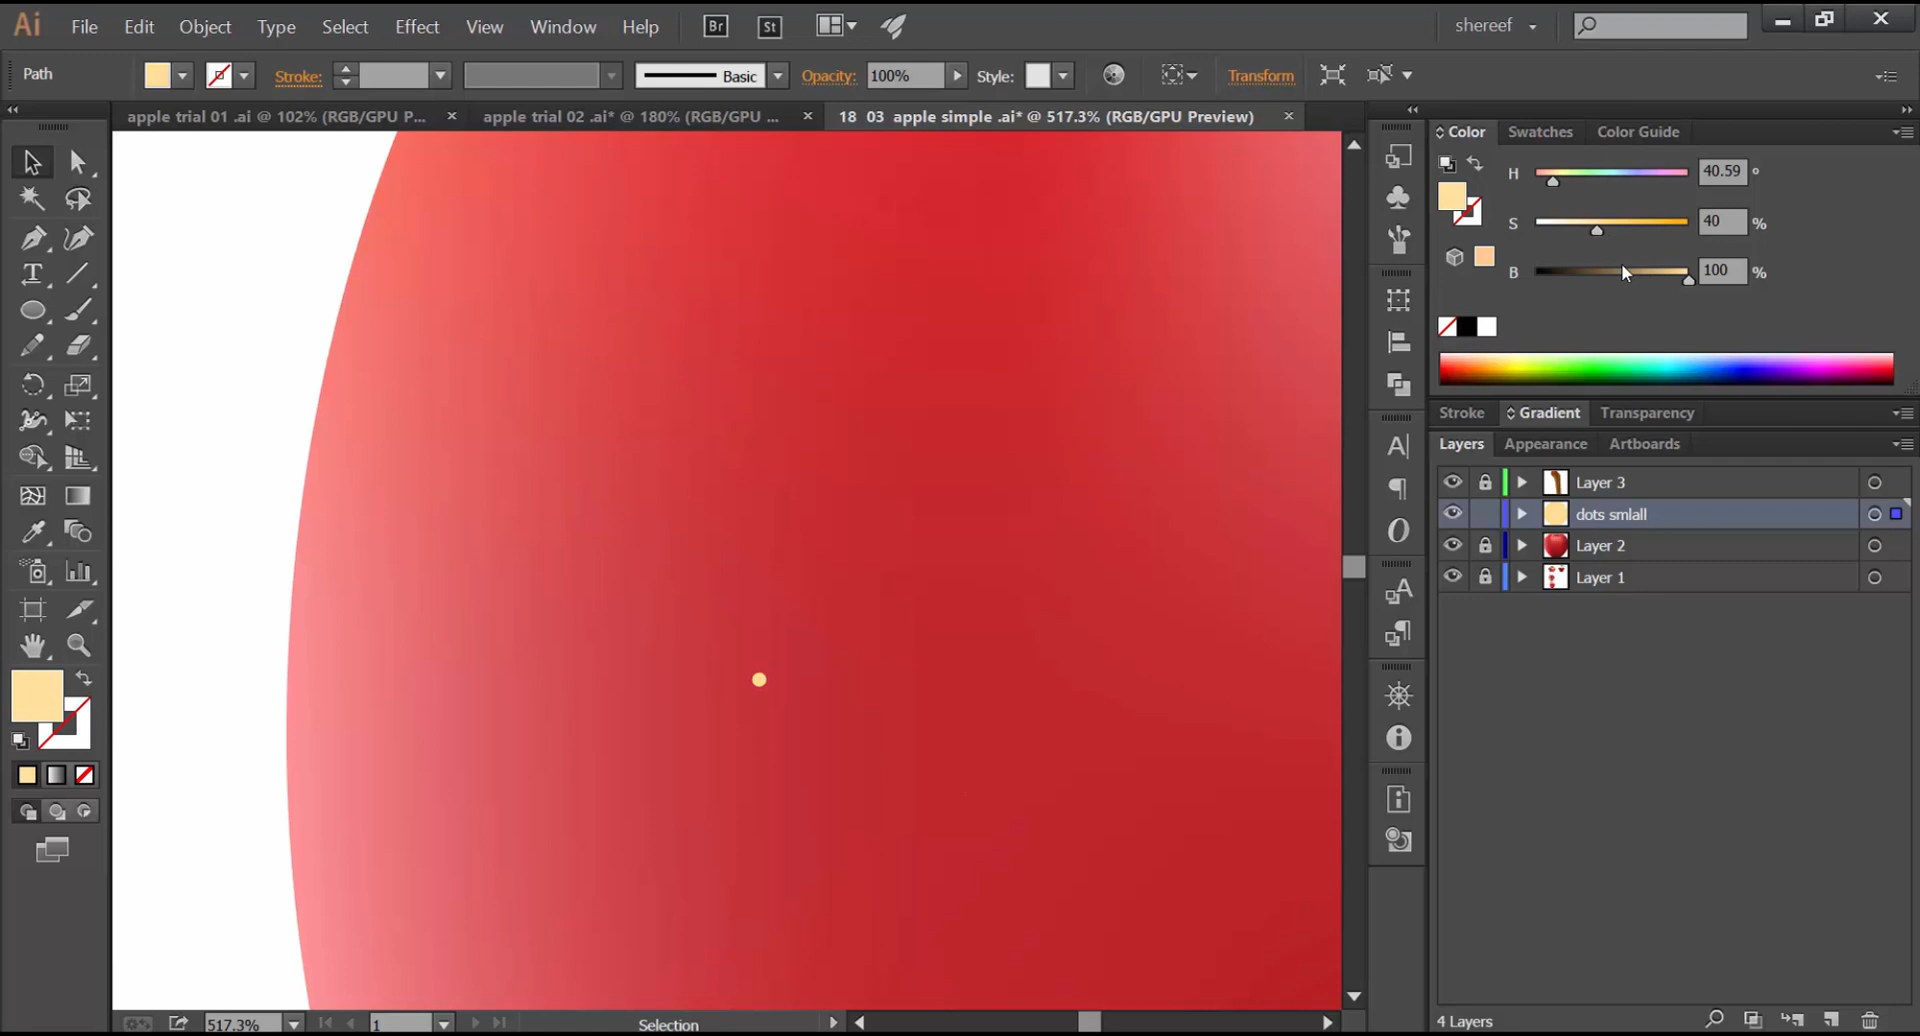 Ai File Edit Object Type Select Effect View Window Help Br St shereef
Path Stroke: Basic Opacity: 100% Style: Transform
apple trial 01 .ai @ 102% (RGB/GPU P... apple trial 02 .ai* @ 180% (RGB/GPU ... 18 03 apple simple .ai* @ 517.3% (RGB/GPU Preview)
Color Swatches Color Guide
H 40.59 °
S 40 %
B 100 %
Stroke Gradient Transparency
Layers Appearance Artboards
Layer 3
dots smlall
Layer 2
Layer 1
517.3% 1 Selection 4 Layers